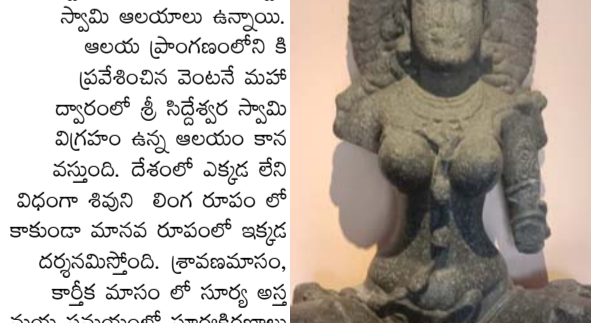 స్వామి ఆలయాలు ఉన్నాయి.
ఆలయ ప్రాంగణంలోని కి
ప్రవేశించిన వెంటనే మహా
ద్వారంలో శ్రీ సిద్దేశ్వర స్వామి
విగ్రహం ఉన్న ఆలయం కాన
వస్తుంది. దేశంలో ఎక్కడ లేని
విధంగా శివుని లింగ రూపం లో
కాకుండా మానవ రూపంలో ఇక్కడ
దర్శనమిస్తోంది. శ్రావణమాసం,
కార్తీక మాసం లో సూర్య అస్త